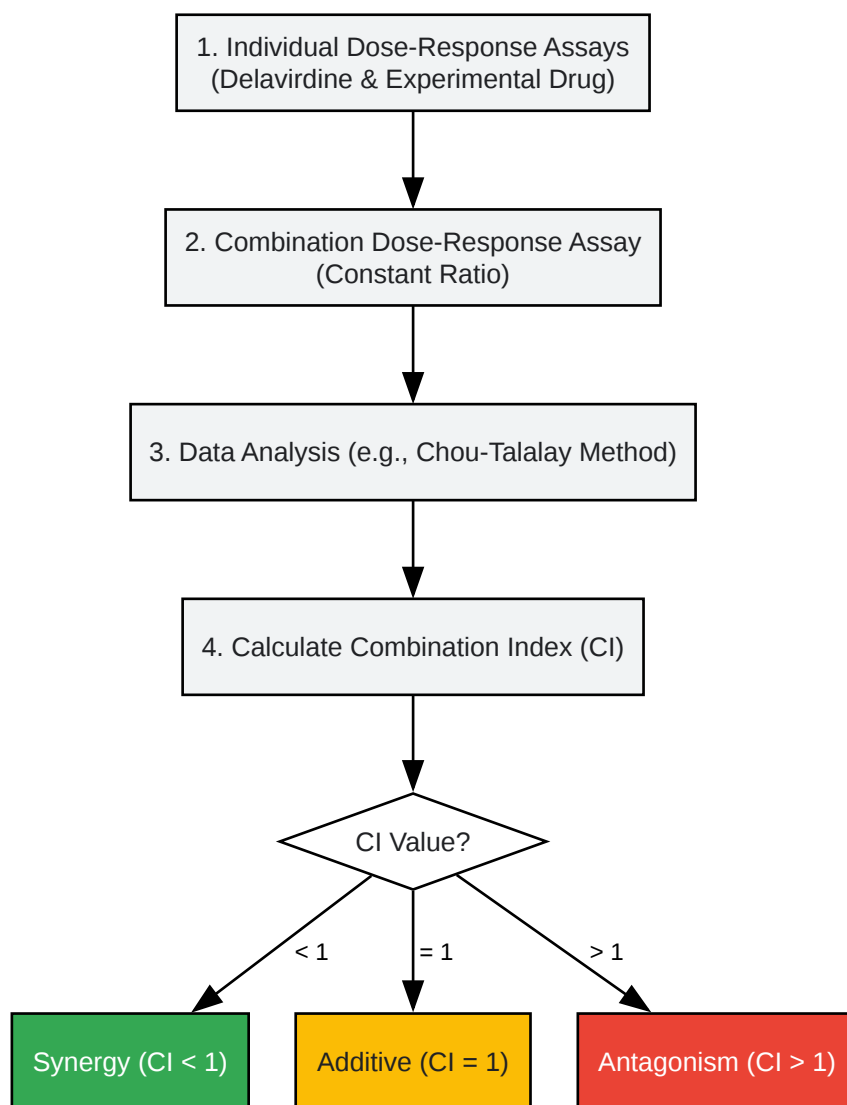 1. Individual Dose-Response Assays
(Delavirdine & Experimental Drug)
2. Combination Dose-Response Assay
(Constant Ratio)
3. Data Analysis (e.g., Chou-Talalay Method)
4. Calculate Combination Index (CI)
CI Value?
< 1
= 1
> 1
Synergy (CI < 1)
Additive (CI = 1)
Antagonism (CI > 1)